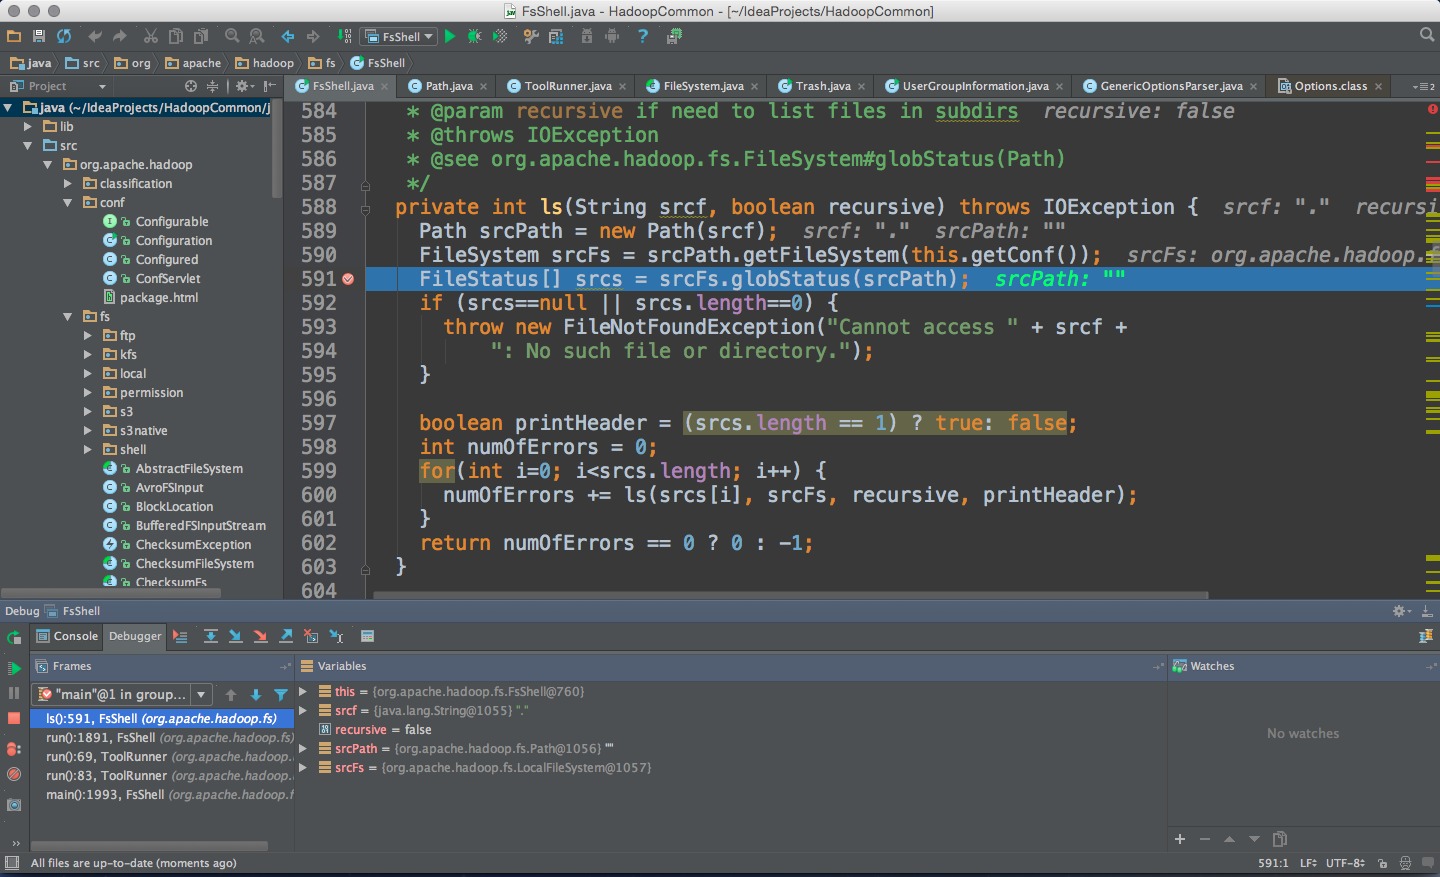 FsShell.java - HadoopCommon - [~/IdeaProjects/HadoopCommon]
FsShell
java src org apache hadoop fs FsShell
Project
FsShell.java Path.java ToolRunner.java FileSystem.java Trash.java UserGroupInformation.java GenericOptionsParser.java Options.class
java (~/IdeaProjects/HadoopCommon/j
lib
src
org.apache.hadoop
classification
conf
Configurable
Configuration
Configured
ConfServlet
package.html
fs
ftp
kfs
local
permission
s3
s3native
shell
AbstractFileSystem
AvroFSInput
BlockLocation
BufferedFSInputStream
ChecksumException
ChecksumFileSystem
ChecksumFs
584 * @param recursive if need to list files in subdirs recursive: false
585 * @throws IOException
586 * @see org.apache.hadoop.fs.FileSystem#globStatus(Path)
587 */
588 private int ls(String srcf, boolean recursive) throws IOException { srcf: "." recursi
589 Path srcPath = new Path(srcf); srcf: "." srcPath: ""
590 FileSystem srcFs = srcPath.getFileSystem(this.getConf()); srcFs: org.apache.hadoop.f
591 FileStatus[] srcs = srcFs.globStatus(srcPath); srcPath: ""
592 if (srcs==null || srcs.length==0) {
593 throw new FileNotFoundException("Cannot access " + srcf +
594 ": No such file or directory.");
595 }
596
597 boolean printHeader = (srcs.length == 1) ? true: false;
598 int numOfErrors = 0;
599 for(int i=0; i<srcs.length; i++) {
600 numOfErrors += ls(srcs[i], srcFs, recursive, printHeader);
601 }
602 return numOfErrors == 0 ? 0 : -1;
603 }
604
Debug FsShell
Console Debugger
Frames
"main"@1 in group...
ls():591, FsShell (org.apache.hadoop.fs)
run():1891, FsShell (org.apache.hadoop.fs)
run():69, ToolRunner (org.apache.hadoop.
run():83, ToolRunner (org.apache.hadoop.
main():1993, FsShell (org.apache.hadoop.f
Variables
this = {org.apache.hadoop.fs.FsShell@760}
srcf = {java.lang.String@1055} "."
recursive = false
srcPath = {org.apache.hadoop.fs.Path@1056} ""
srcFs = {org.apache.hadoop.fs.LocalFileSystem@1057}
Watches
No watches
All files are up-to-date (moments ago)
591:1 LF UTF-8